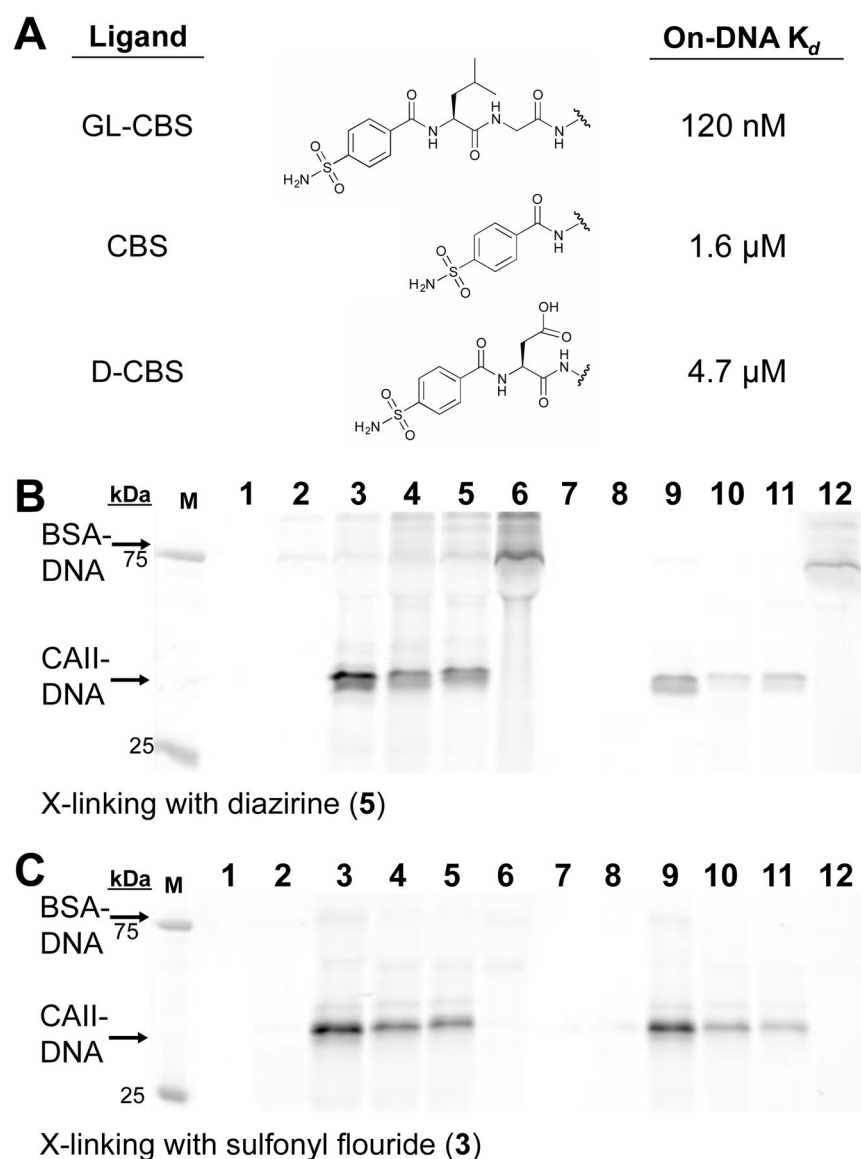 A Ligand On-DNA Kd
GL-CBS 120 nM
H2N S O O O N H O H N O N H
CBS 1.6 µM
H2N S O O O N H
D-CBS 4.7 µM
H2N S O O O N H OH O O H N
B kDa M 1 2 3 4 5 6 7 8 9 10 11 12
BSA-
DNA 75
CAII-
DNA
25
X-linking with diazirine (5)
C kDa M 1 2 3 4 5 6 7 8 9 10 11 12
BSA-
DNA 75
CAII-
DNA
25
X-linking with sulfonyl flouride (3)